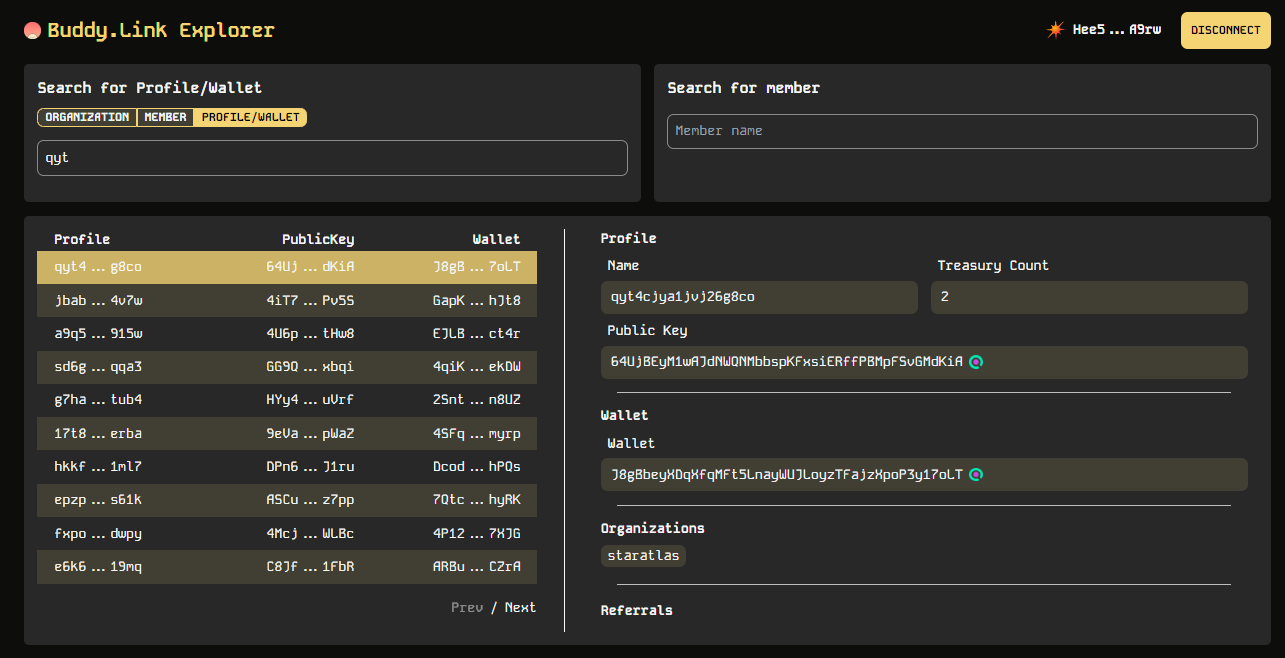 Buddy.Link Explorer
Hee5 ... A9rw
DISCONNECT
Search for Profile/Wallet
ORGANIZATION MEMBER PROFILE/WALLET
qyt
Search for member
Member name
Profile PublicKey Wallet
qyt4 ... g8co 64Uj ... dKiA J8gB ... 7oLT
jbab ... 4v7w 4iT7 ... Pv5S GapK ... hJt8
a9q5 ... 915w 4U6p ... tHw8 EJLB ... ct4r
sd6g ... qqa3 GG9Q ... xbqi 4qiK ... ekDW
g7ha ... tub4 HYy4 ... uVrf 2Snt ... n8UZ
17t8 ... erba 9eVa ... pWaZ 4SFq ... myrp
hkkf ... 1ml7 DPn6 ... J1ru Dcod ... hPQs
epzp ... s61k ASCu ... z7pp 7Qtc ... hyRK
fxpo ... dwpy 4Mcj ... WLBc 4P12 ... 7XJG
e6k6 ... 19mq C8Jf ... 1FbR ARBu ... CZrA
Prev / Next
Profile
Name Treasury Count
qyt4cjya1jvj26g8co 2
Public Key
64UjBEyM1wAJdNWQNMbbspKFxsiERffPBMpFSvGMdKiA
Wallet
Wallet
J8gBbeyXDqXfqMFt5LnayWUJLoyzTFajzXpoP3y17oLT
Organizations
staratlas
Referrals